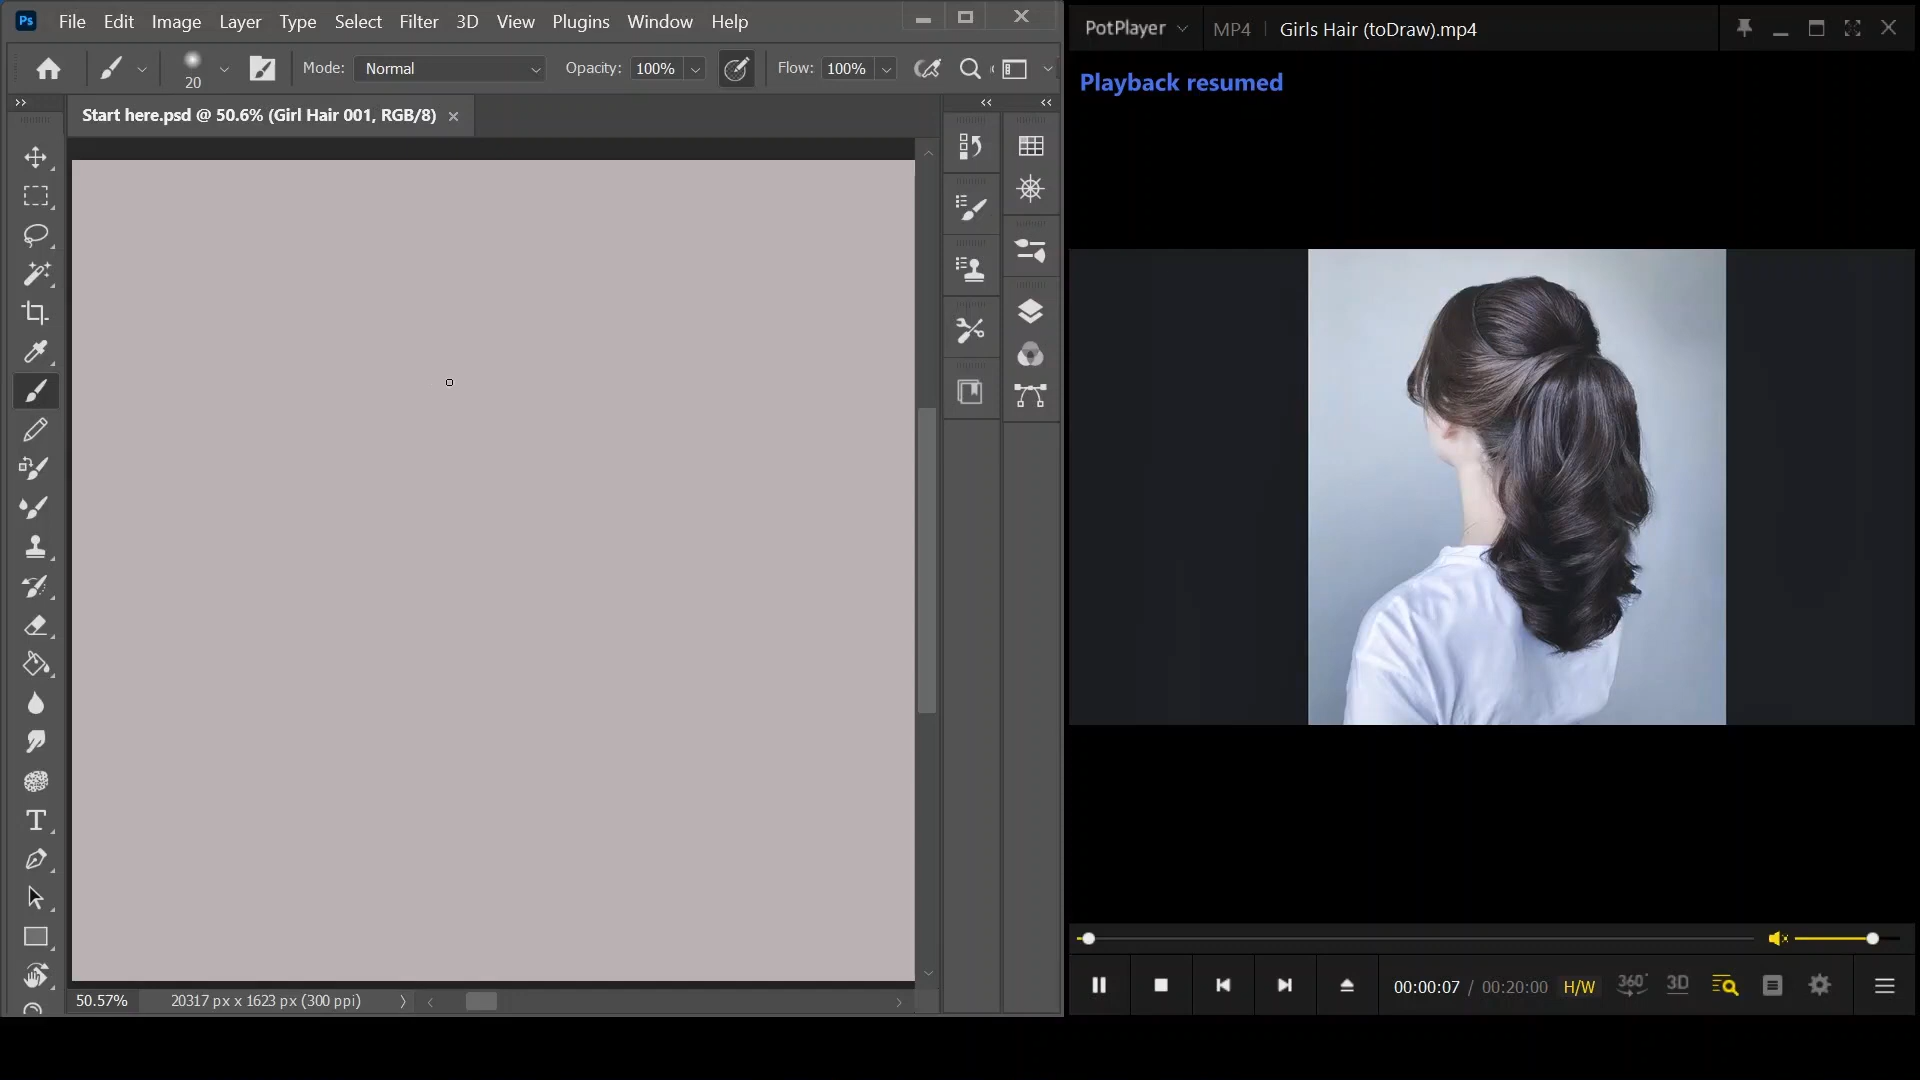 Ps File Edit Image Layer Type Select Filter 3D View Plugins Window Help
20 Mode: Normal Opacity: 100% Flow: 100%
Start here.psd @ 50.6% (Girl Hair 001, RGB/8)
50.57% 20317 px x 1623 px (300 ppi)
PotPlayer MP4 Girls Hair (toDraw).mp4
Playback resumed
00:00:07 / 00:20:00 H/W 360° 3D